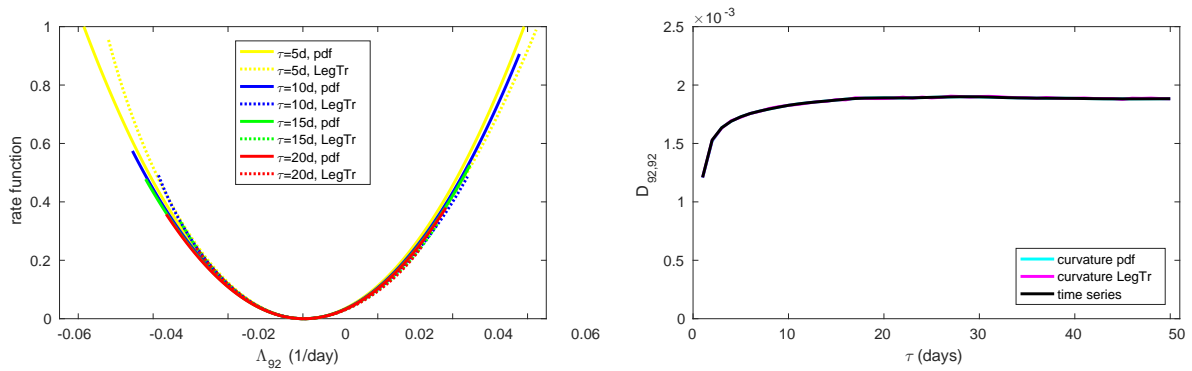 1
0.8
0.6
0.4
0.2
0
rate function
τ=5d, pdf
τ=5d, LegTr
τ=10d, pdf
τ=10d, LegTr
τ=15d, pdf
τ=15d, LegTr
τ=20d, pdf
τ=20d, LegTr
-0.06 -0.04 -0.02 0 0.02 0.04 0.06
Λ92 (1/day)
×10-3
2.5
2
1.5
1
0.5
0
D92,92
curvature pdf
curvature LegTr
time series
0 10 20 30 40 50
τ (days)